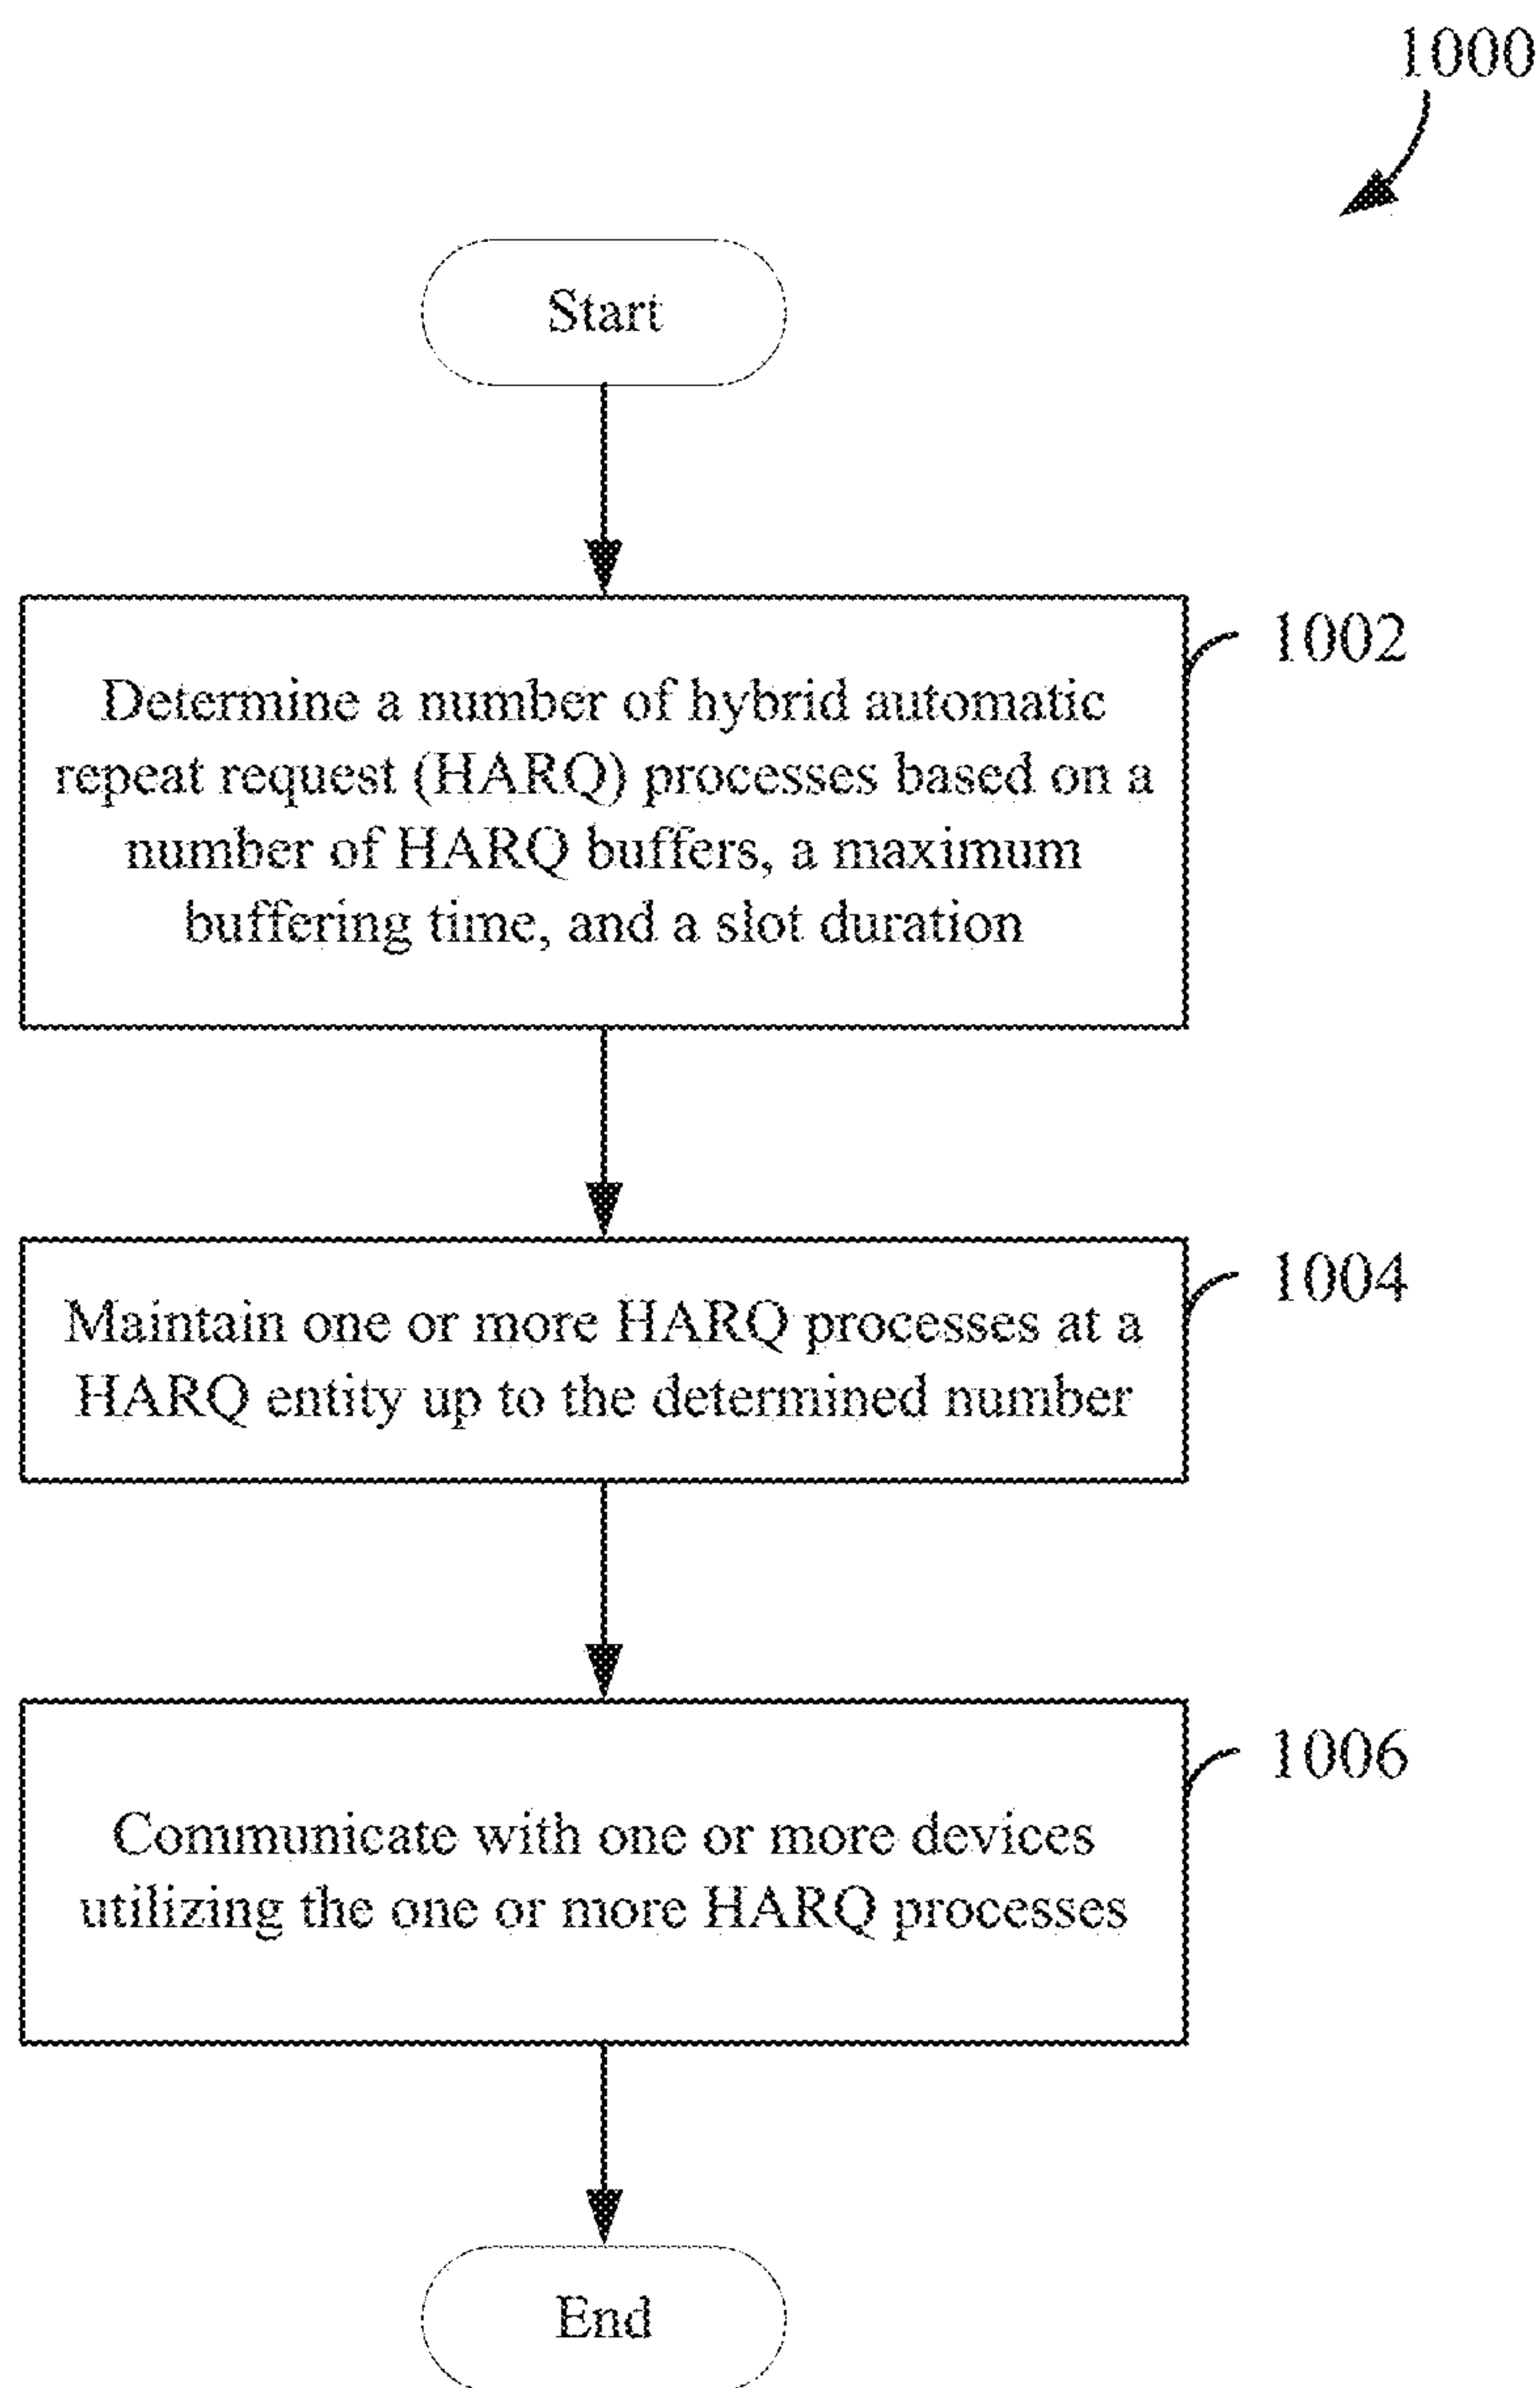 1000
Start
1002
Determine a number of hybrid automatic
repeat request (HARQ) processes based on a
number of HARQ buffers, a maximum
buffering time, and a slot duration
1004
Maintain one or more HARQ processes at a
HARQ entity up to the determined number
1006
Communicate with one or more devices
utilizing the one or more HARQ processes
End